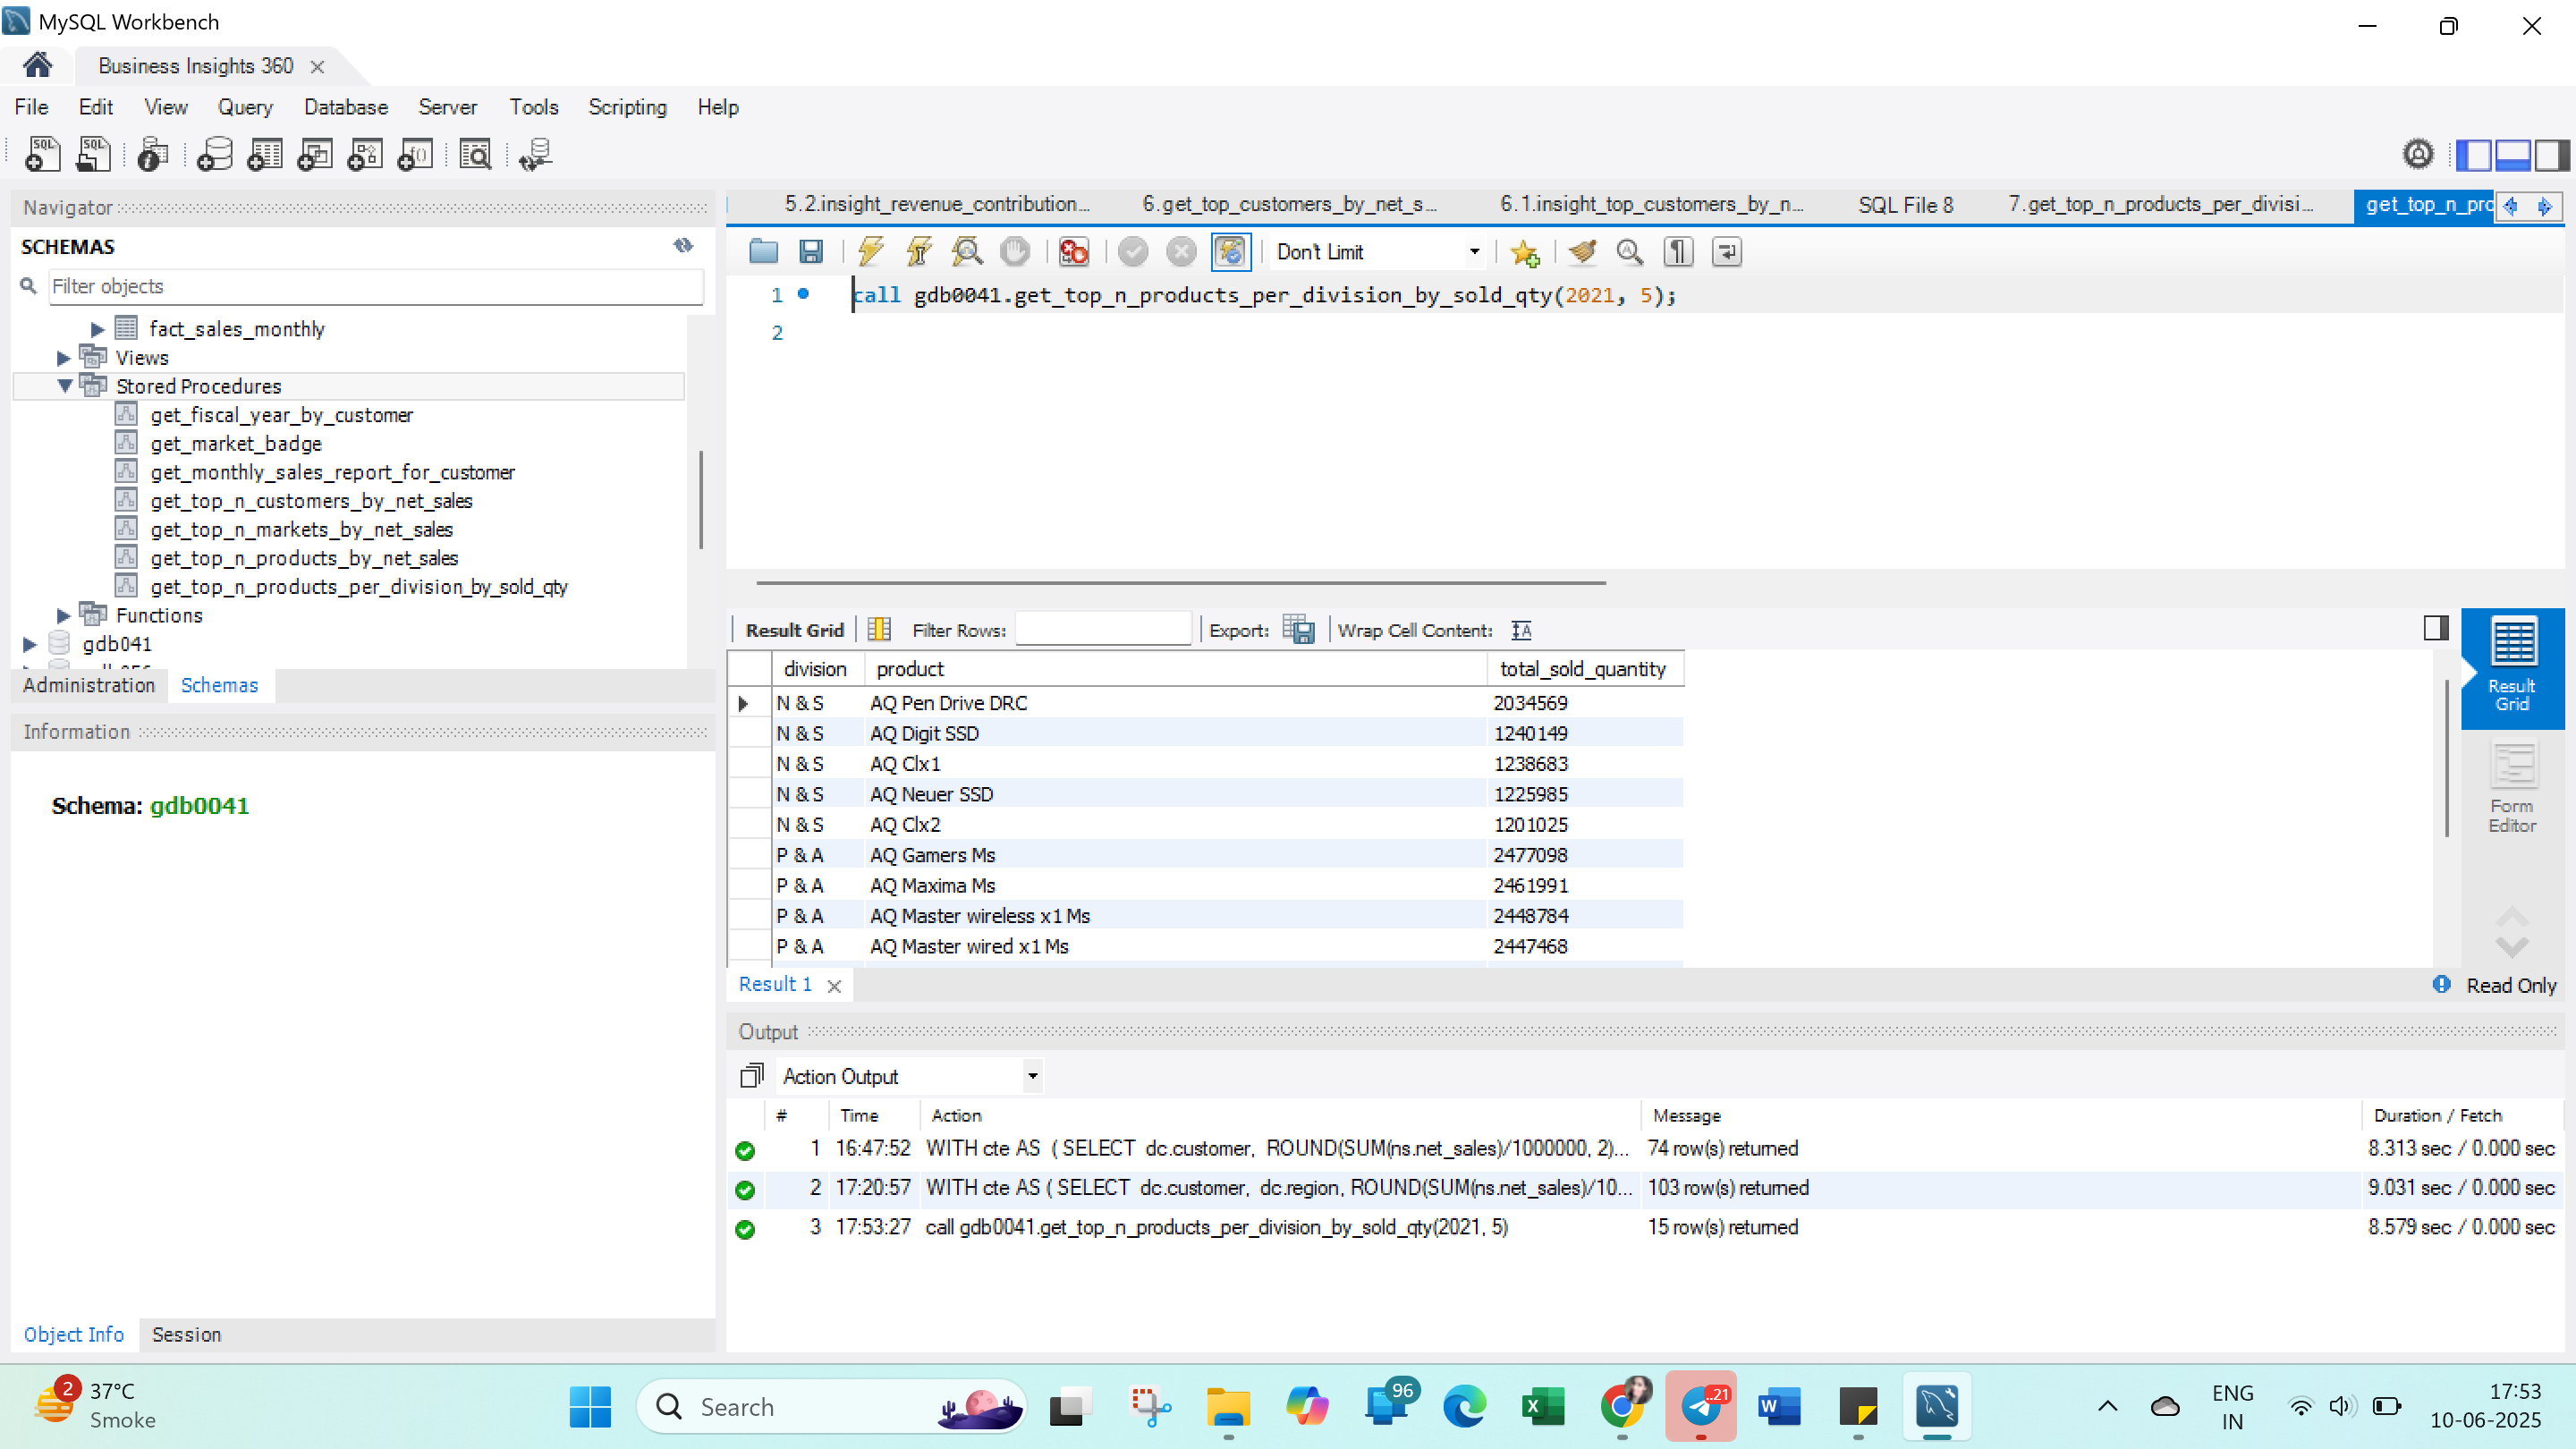 MySQL Workbench
Business Insights 360
File Edit View Query Database Server Tools Scripting Help
Navigator
SCHEMAS
Filter objects
fact_sales_monthly
Views
Stored Procedures
get_fiscal_year_by_customer
get_market_badge
get_monthly_sales_report_for_customer
get_top_n_customers_by_net_sales
get_top_n_markets_by_net_sales
get_top_n_products_by_net_sales
get_top_n_products_per_division_by_sold_qty
Functions
gdb041
Administration Schemas
Information
Schema: gdb0041
Object Info Session
5.2.insight_revenue_contribution... 6.get_top_customers_by_net_s... 6.1.insight_top_customers_by_n... SQL File 8 7.get_top_n_products_per_divisi... get_top_n_pro
Don't Limit
1 call gdb0041.get_top_n_products_per_division_by_sold_qty(2021, 5);
2
Result Grid Filter Rows: Export: Wrap Cell Content:
division product total_sold_quantity
N & S AQ Pen Drive DRC 2034569
N & S AQ Digit SSD 1240149
N & S AQ Clx1 1238683
N & S AQ Neuer SSD 1225985
N & S AQ Clx2 1201025
P & A AQ Gamers Ms 2477098
P & A AQ Maxima Ms 2461991
P & A AQ Master wireless x1 Ms 2448784
P & A AQ Master wired x1 Ms 2447468
Result
Grid
Form
Editor
Result 1
Read Only
Output
Action Output
# Time Action Message Duration / Fetch
1 16:47:52 WITH cte AS ( SELECT dc.customer, ROUND(SUM(ns.net_sales)/1000000, 2)... 74 row(s) returned 8.313 sec / 0.000 sec
2 17:20:57 WITH cte AS ( SELECT dc.customer, dc.region, ROUND(SUM(ns.net_sales)/10... 103 row(s) returned 9.031 sec / 0.000 sec
3 17:53:27 call gdb0041.get_top_n_products_per_division_by_sold_qty(2021, 5) 15 row(s) returned 8.579 sec / 0.000 sec
2
37°C
Smoke
Search
96
..21
ENG
IN
17:53
10-06-2025